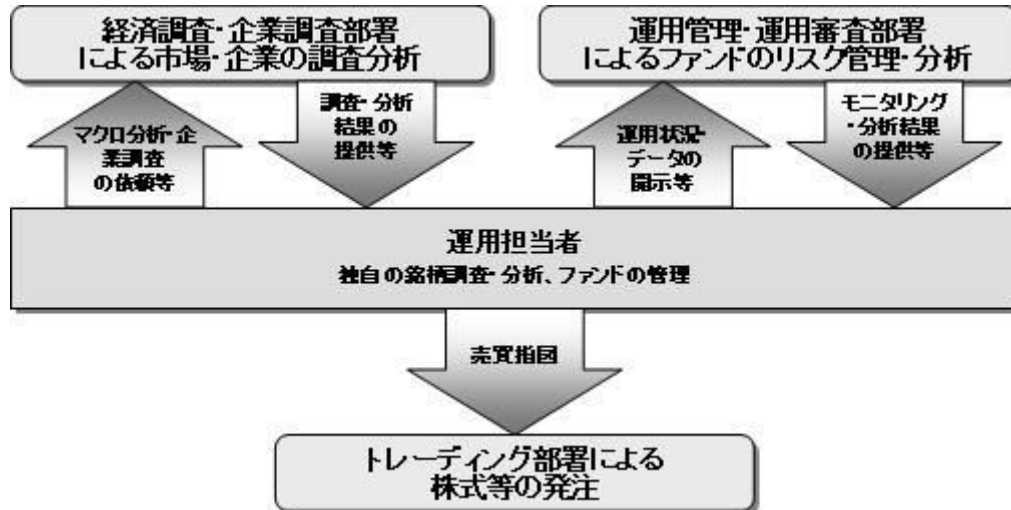 経済調査・企業調査部署
による市場・企業の調査分析
運用管理・運用審査部署
によるファンドのリスク管理・分析
マクロ分析・企
業調査
の依頼等
調査・分析
結果の
提供等
運用状況・
データの
開示等
モニタリング
・分析結果
の提供等
運用担当者
独自の銘柄調査・分析、ファンドの管理
売買指図
トレーディング部署による
株式等の発注